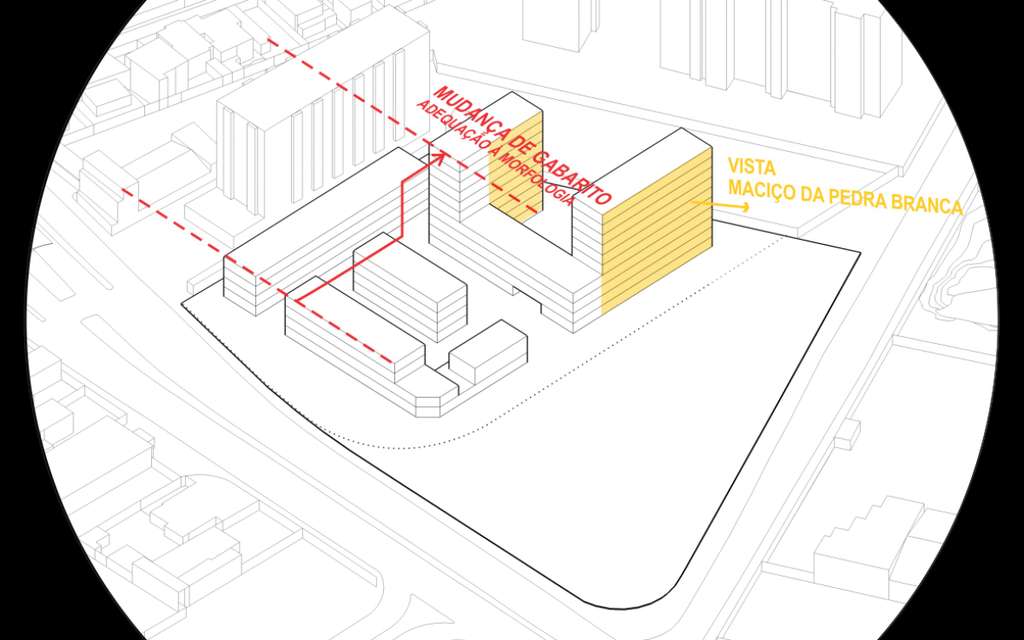 MUDANÇA DE GABARITO
ADEQUAÇÃO À MORFOLOGIA
VISTA
MACIÇO DA PEDRA BRANCA